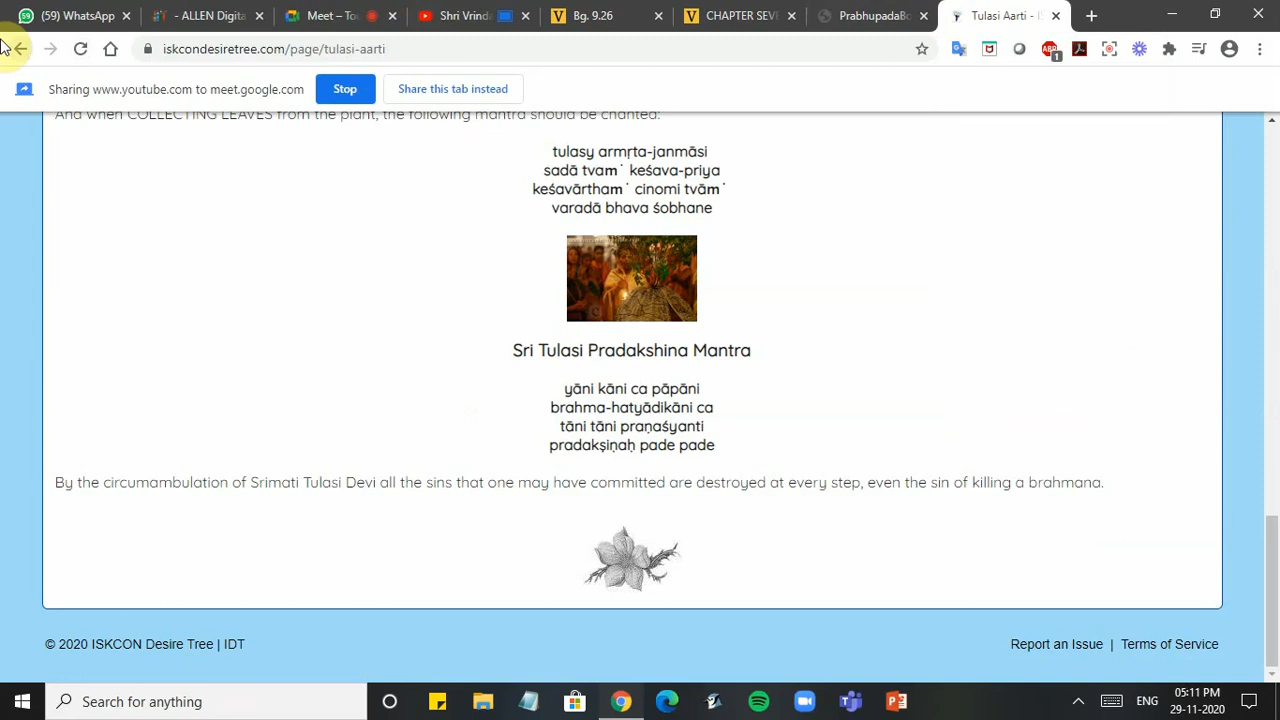 (59) WhatsApp
- ALLEN Digita
Meet – To
Shri Vrind
Bg. 9.26
CHAPTER SEVE
PrabhupadaBo
Tulasi Aarti - IS
iskcondesiretree.com/page/tulasi-aarti
ABP
1
Sharing www.youtube.com to meet.google.com
Stop
Share this tab instead
And when COLLECTING LEAVES from the plant, the following mantra should be chanted:
tulasy armṛta-janmāsi
sadā tvam˙ keśava-priya
keśavārtham˙ cinomi tvām˙
varadā bhava śobhane
Sri Tulasi Pradakshina Mantra
yāni kāni ca pāpāni
brahma-hatyādikāni ca
tāni tāni praṇaśyanti
pradakṣiṇaḥ pade pade
By the circumambulation of Srimati Tulasi Devi all the sins that one may have committed are destroyed at every step, even the sin of killing a brahmana.
© 2020 ISKCON Desire Tree | IDT
Report an Issue | Terms of Service
Search for anything
ENG
05:11 PM
29-11-2020